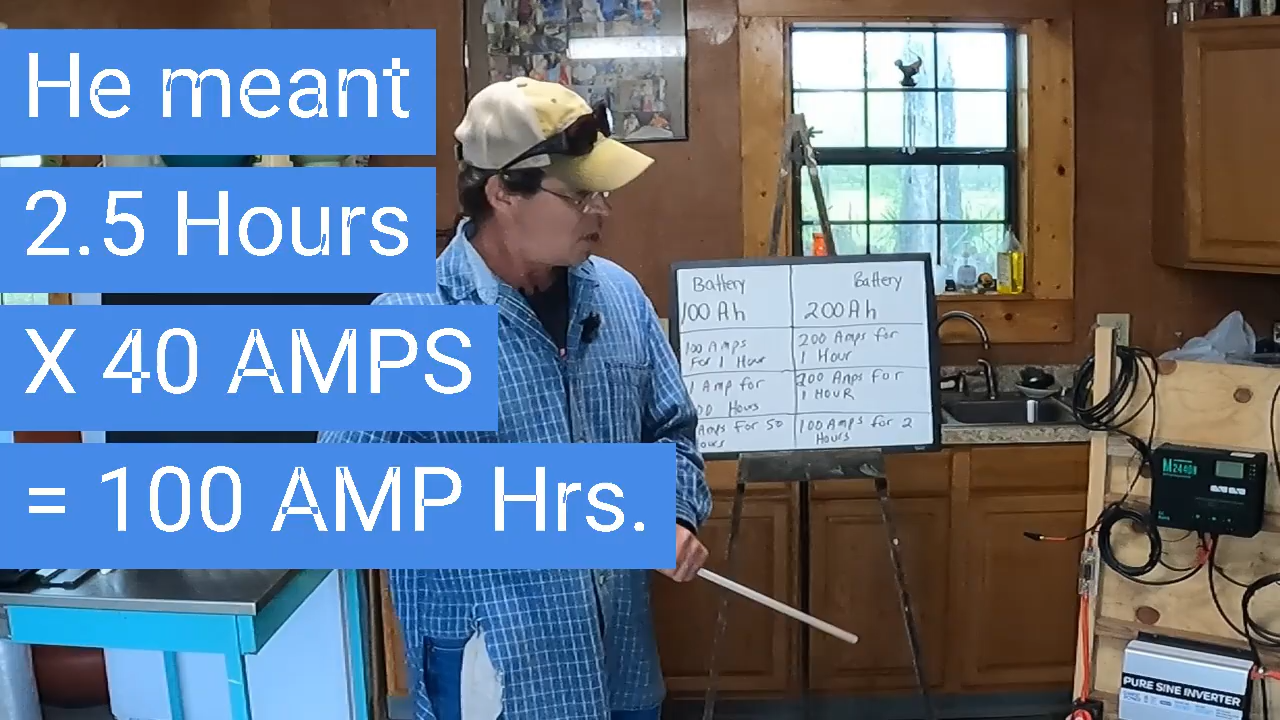 He meant
2.5 Hours
X 40 AMPS
= 100 AMP Hrs.
Battery
100 Ah
100 Amps
For 1 Hour
1 Amp for
Hours
Amps For 50
Battery
200 Ah
200 Amps for
1 Hour
200 Amps For
1 HOUR
100 Amps for 2
Hours
M2440N
PURE SINE INVERTER